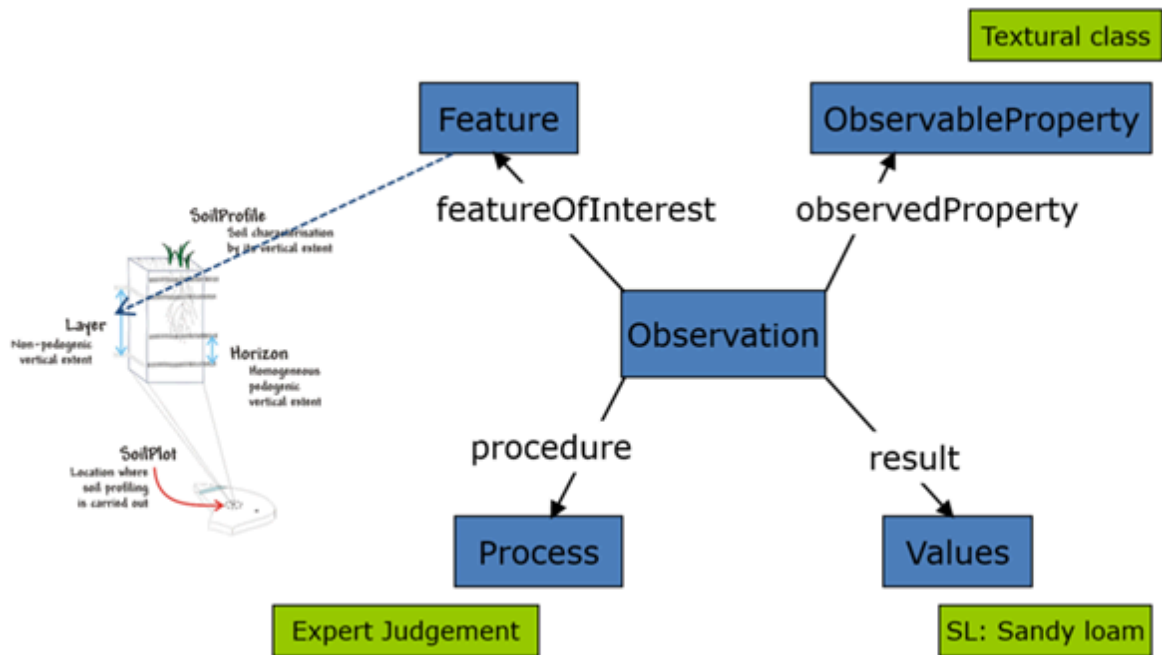 Textural class
Feature
ObservableProperty
featureOfInterest
observedProperty
SoilProfile
Soil characterisation
by its vertical extent
Observation
Layer
Non-pedogenic
vertical extent
Horizon
Homogeneous
pedogenic
vertical extent
procedure
result
SoilPlot
Location where
soil profiling
is carried out
Process
Values
Expert Judgement
SL: Sandy loam